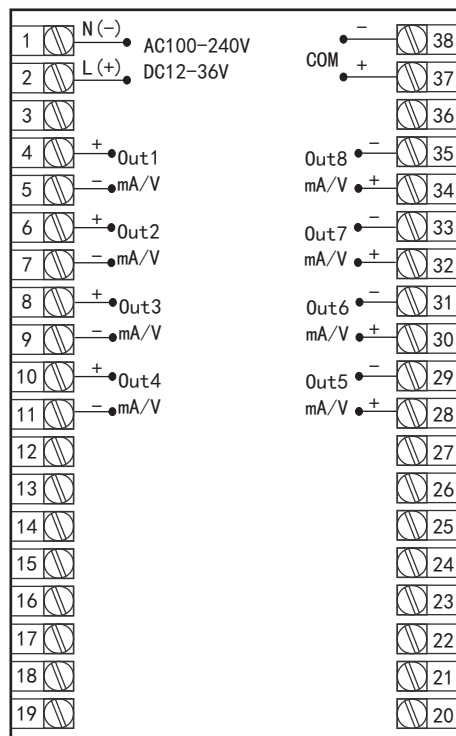 1 N(-) AC100-240V - 38
2 L(+) DC12-36V COM + 37
3 36
4 + Out1 Out8 - 35
5 - mA/V mA/V + 34
6 + Out2 Out7 - 33
7 - mA/V mA/V + 32
8 + Out3 Out6 - 31
9 - mA/V mA/V + 30
10 + Out4 Out5 - 29
11 - mA/V mA/V + 28
12 27
13 26
14 25
15 24
16 23
17 22
18 21
19 20